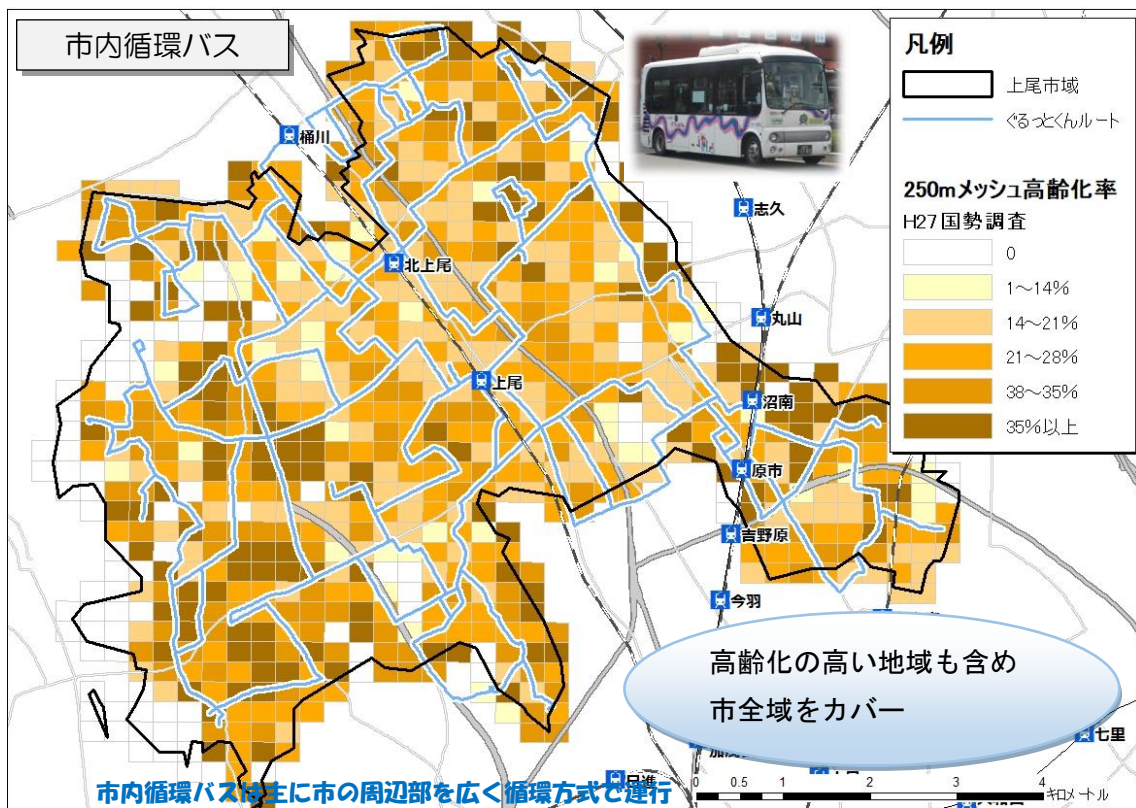 市内循環バス
凡例
上尾市域
ぐるっとくんルート
250mメッシュ高齢化率
H27国勢調査
0
1～14%
14～21%
21～28%
38～35%
35%以上
桶川
志久
北上尾
丸山
上尾
沼南
原市
吉野原
今羽
高齢化の高い地域も含め
市全域をカバー
七里
日進
市内循環バスは主に市の周辺部を広く循環方式で運行
0 0.5 1 2 3 4
キロメートル